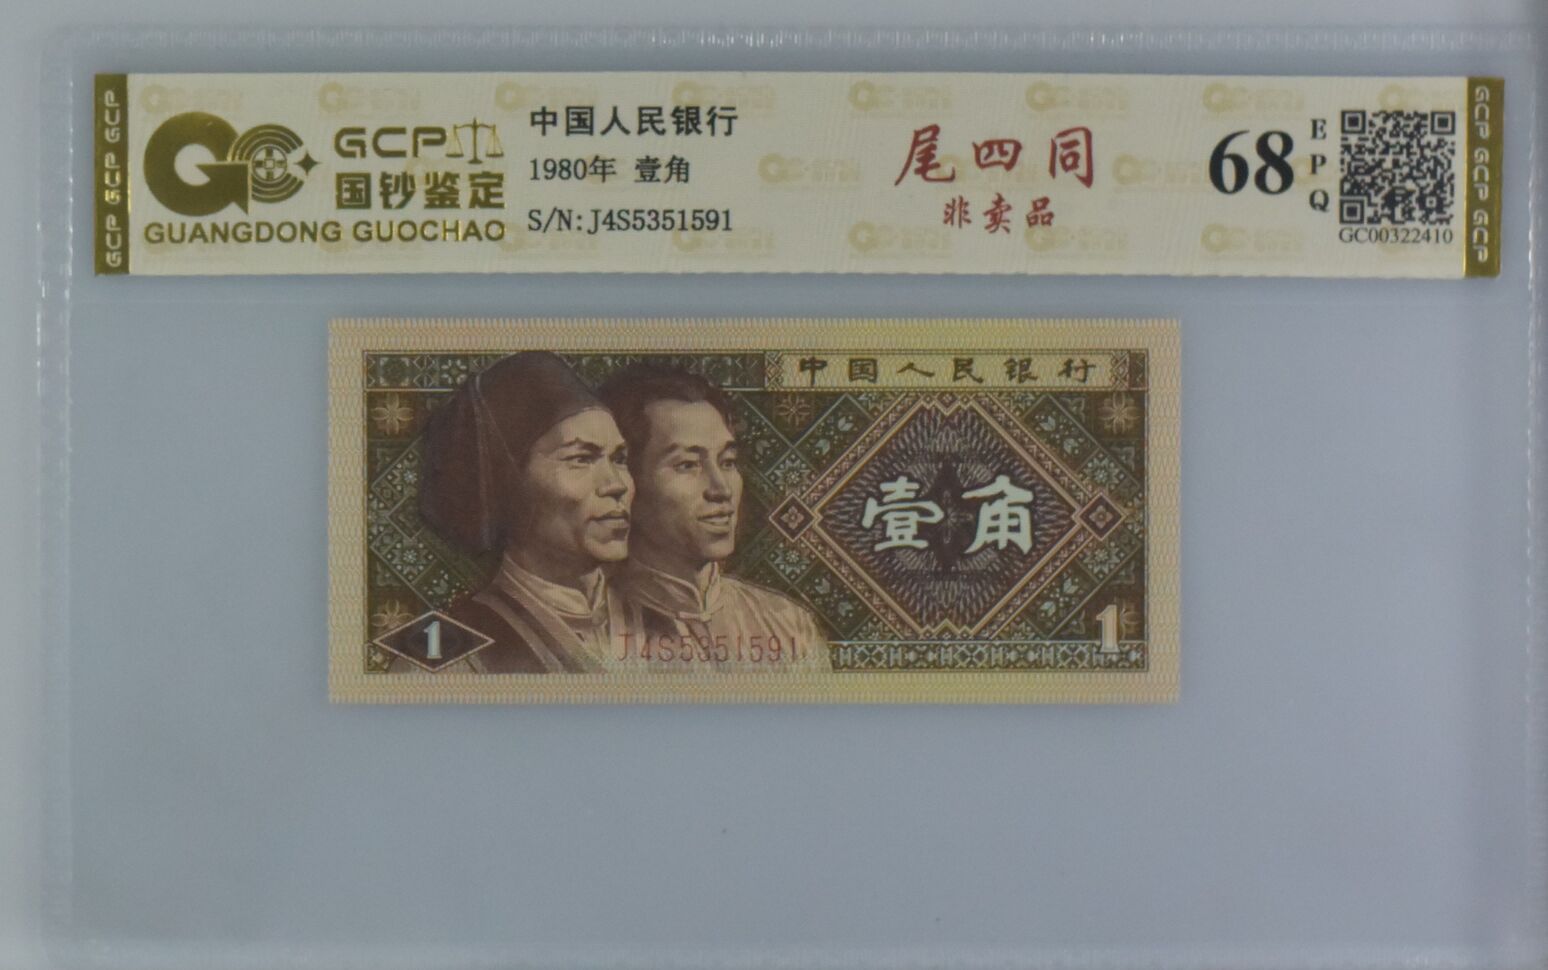 GCP
国钞鉴定
GUANGDONG GUOCHAO
中国人民银行
1980年 壹角
S/N:J4S5351591
尾四同
非卖品
68
EPQ
GC00322410
GCP GCP GCP
GCP GCP GCP
中国人民银行
壹角
1
1
J4S5351591